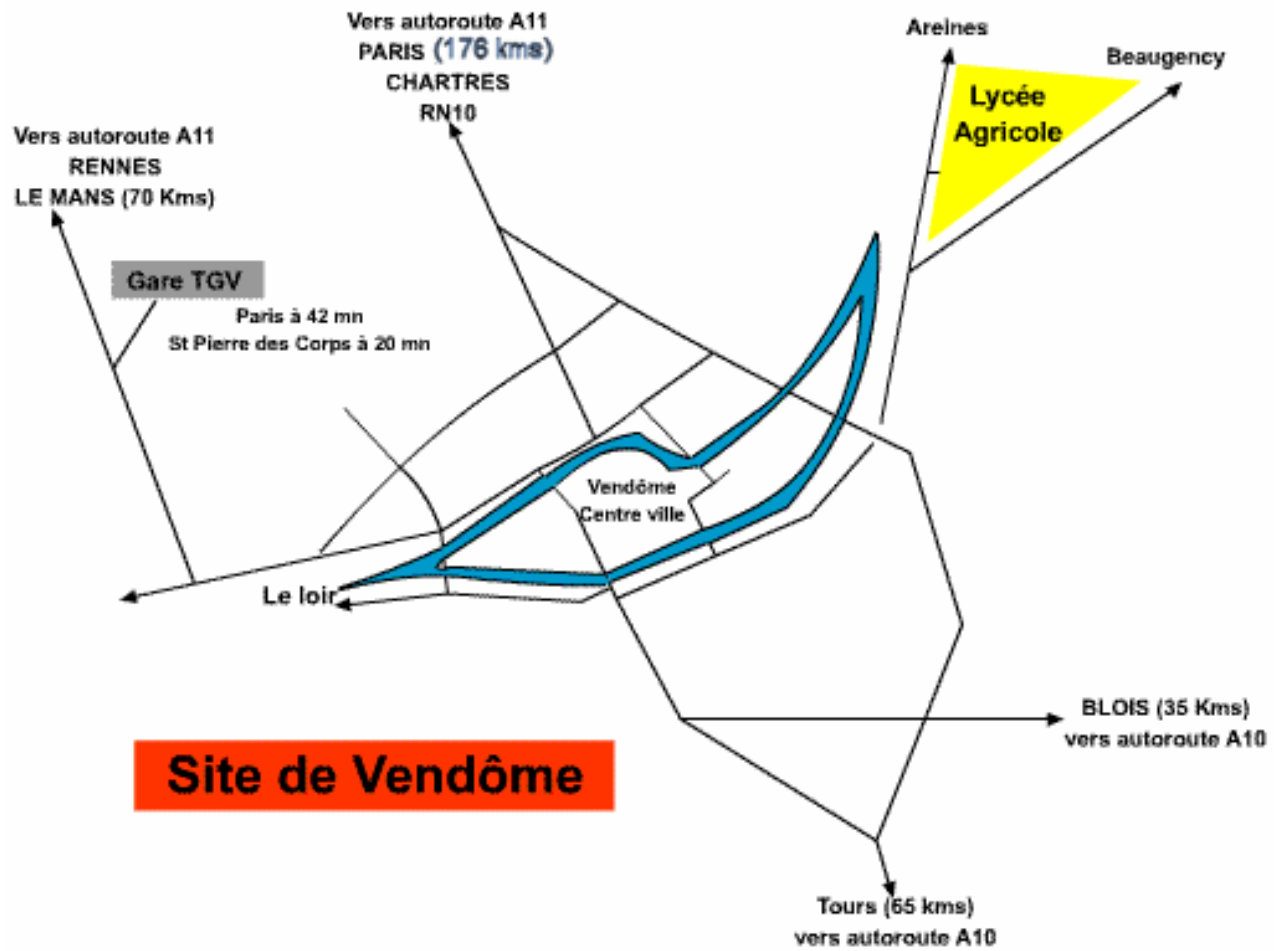 Vers autoroute A11
PARIS (176 kms)
CHARTRES
RN10
Areines
Beaugency
Lycée
Agricole
Vers autoroute A11
RENNES
LE MANS (70 Kms)
Gare TGV
Paris à 42 mn
St Pierre des Corps à 20 mn
Vendôme
Centre ville
Le loir
BLOIS (35 Kms)
vers autoroute A10
Site de Vendôme
Tours (65 kms)
vers autoroute A10